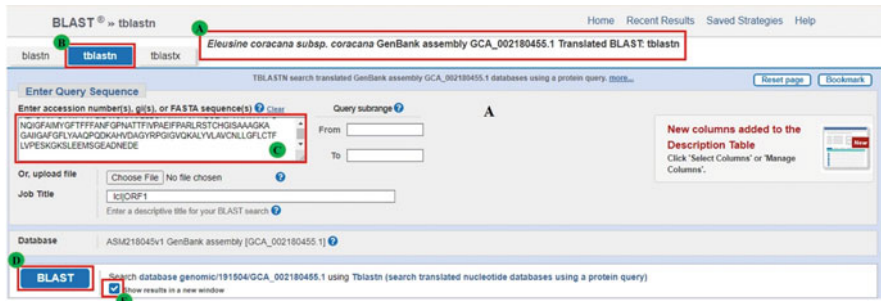 BLAST ® » tblastn
Home Recent Results Saved Strategies Help
A
Eleusine coracana subsp. coracana GenBank assembly GCA_002180455.1 Translated BLAST: tblastn
B
blastn tblastn tblastx
TBLASTN search translated GenBank assembly GCA_002180455.1 databases using a protein query. more...
Reset page Bookmark
Enter Query Sequence
Enter accession number(s), gi(s), or FASTA sequence(s) ? Clear
Query subrange ?
A
NQIGFAIMYGFTFFFANFGPNATTFIVPAEIFPARLRSTCHGISAAAGKA
GAIIGAFGFLYAAQPQDKAHVDAGYRPGIGVQKALYVLAVCNLLGFLCTF
LVPESKGKSLEEMSGEADNEDE
C
From
To
New columns added to the
Description Table
Click 'Select Columns' or 'Manage
Columns'.
New
Or, upload file Choose File No file chosen ?
Job Title lcl|ORF1
Enter a descriptive title for your BLAST search ?
Database ASM218045v1 GenBank assembly [GCA_002180455.1] ?
D
BLAST
Search database genomic/191504/GCA_002180455.1 using Tblastn (search translated nucleotide databases using a protein query)
Show results in a new window